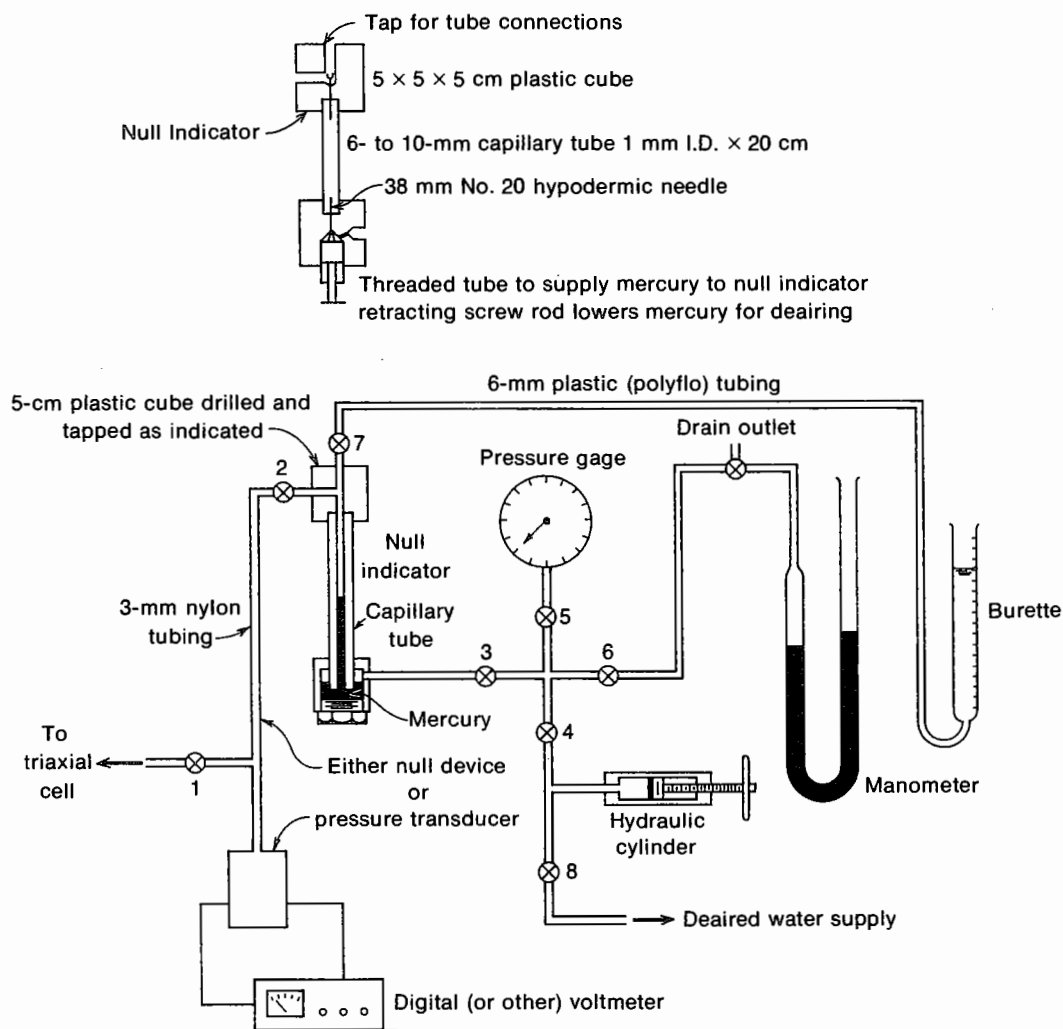 Tap for tube connections
5 × 5 × 5 cm plastic cube
Null Indicator
6- to 10-mm capillary tube 1 mm I.D. × 20 cm
38 mm No. 20 hypodermic needle
Threaded tube to supply mercury to null indicator
retracting screw rod lowers mercury for deairing
6-mm plastic (polyflo) tubing
5-cm plastic cube drilled and
tapped as indicated
7
Drain outlet
2
Pressure gage
Null
indicator
Capillary
tube
3-mm nylon
tubing
5
Burette
3
6
Mercury
4
To
triaxial
cell
1
Either null device
or
pressure transducer
Manometer
Hydraulic
cylinder
8
Deaired water supply
Digital (or other) voltmeter